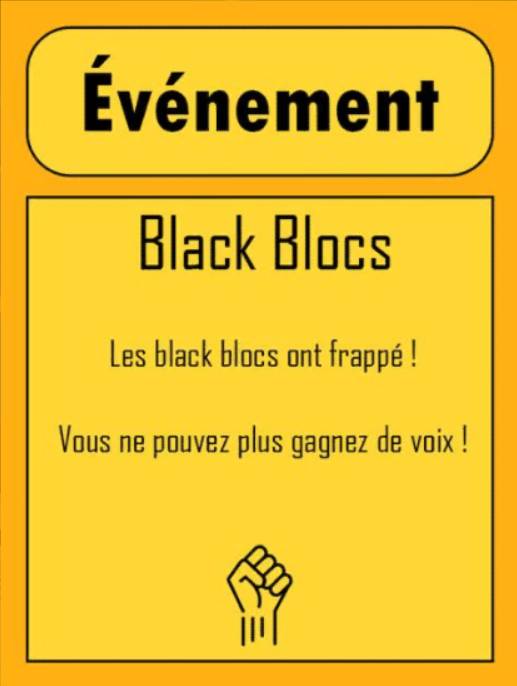 Événement
Black Blocs
Les black blocs ont frappé !
Vous ne pouvez plus gagnez de voix !